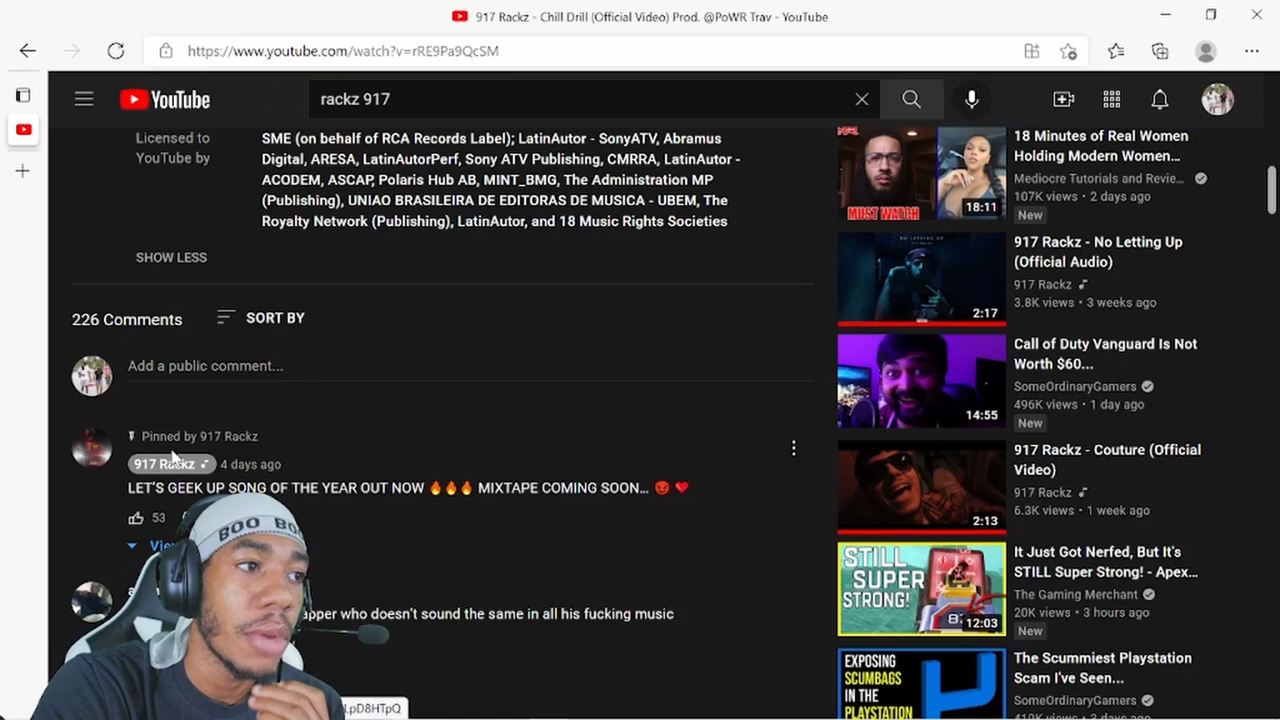 917 Rackz - Chill Drill (Official Video) Prod. @PoWR Trav - YouTube
https://www.youtube.com/watch?v=rRE9Pa9QcSM
YouTube
rackz 917
Licensed to
YouTube by
SME (on behalf of RCA Records Label); LatinAutor - SonyATV, Abramus
Digital, ARESA, LatinAutorPerf, Sony ATV Publishing, CMRRA, LatinAutor -
ACODEM, ASCAP, Polaris Hub AB, MINT_BMG, The Administration MP
(Publishing), UNIAO BRASILEIRA DE EDITORAS DE MUSICA - UBEM, The
Royalty Network (Publishing), LatinAutor, and 18 Music Rights Societies
SHOW LESS
226 Comments
SORT BY
Add a public comment...
Pinned by 917 Rackz
917 Rackz
4 days ago
LET'S GEEK UP SONG OF THE YEAR OUT NOW 🔥🔥🔥 MIXTAPE COMING SOON... 😡 ❤️
53
BOO
apper who doesn't sound the same in all his fucking music
LpD8HTpQ
MUST WATCH
18:11
18 Minutes of Real Women
Holding Modern Women...
Mediocre Tutorials and Revie...
107K views • 2 days ago
New
2:17
917 Rackz - No Letting Up
(Official Audio)
917 Rackz
3.8K views • 3 weeks ago
14:55
Call of Duty Vanguard Is Not
Worth $60...
SomeOrdinaryGamers
496K views • 1 day ago
New
2:13
917 Rackz - Couture (Official
Video)
917 Rackz
6.3K views • 1 week ago
STILL
SUPER
STRONG!
12:03
It Just Got Nerfed, But It's
STILL Super Strong! - Apex...
The Gaming Merchant
20K views • 3 hours ago
New
EXPOSING
SCUMBAGS
IN THE
PLAYSTATION
The Scummiest Playstation
Scam I've Seen...
SomeOrdinaryGamers